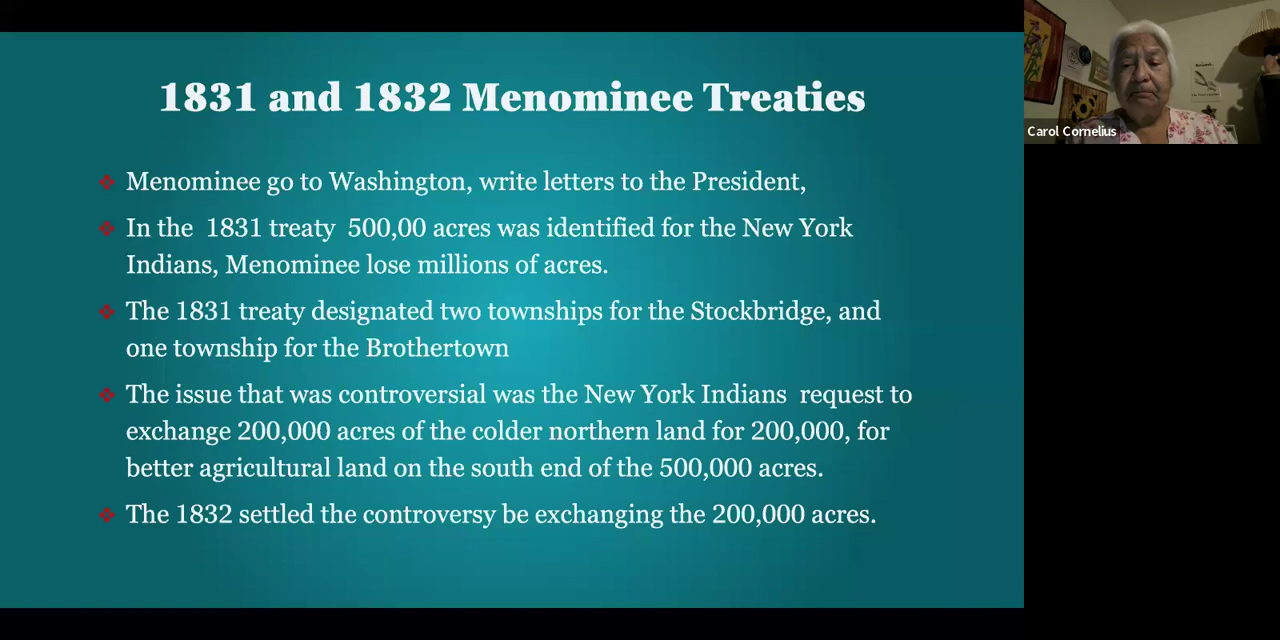 1831 and 1832 Menominee Treaties
Menominee go to Washington, write letters to the President,
In the 1831 treaty 500,00 acres was identified for the New York
Indians, Menominee lose millions of acres.
The 1831 treaty designated two townships for the Stockbridge, and
one township for the Brothertown
The issue that was controversial was the New York Indians request to
exchange 200,000 acres of the colder northern land for 200,000, for
better agricultural land on the south end of the 500,000 acres.
The 1832 settled the controversy be exchanging the 200,000 acres.
Carol Cornelius